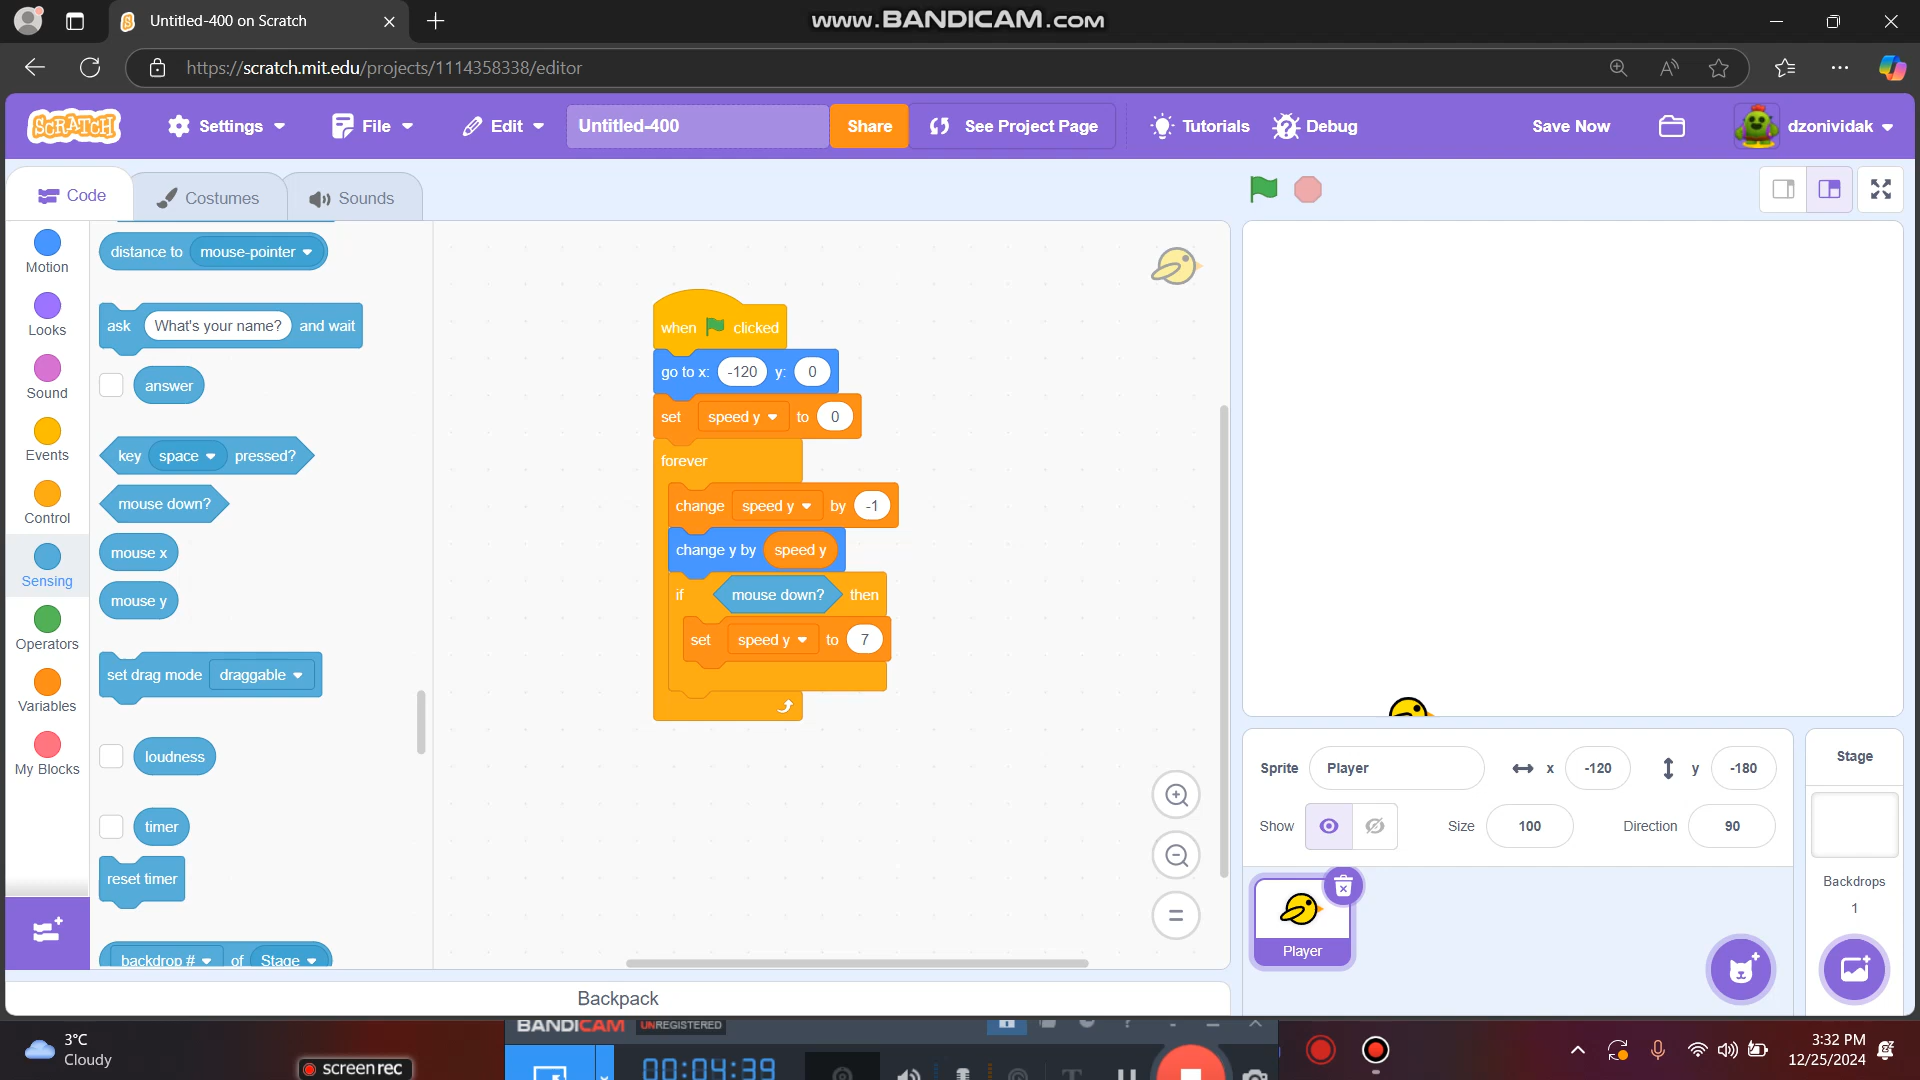 Untitled-400 on Scratch
www.BANDICAM.com
https://scratch.mit.edu/projects/1114358338/editor
SCRATCH
Settings
File
Edit
Untitled-400
Share
See Project Page
Tutorials
Debug
Save Now
dzonividak
Code
Costumes
Sounds
Motion
Looks
Sound
Events
Control
Sensing
Operators
Variables
My Blocks
distance to mouse-pointer
ask What's your name? and wait
answer
key space pressed?
mouse down?
mouse x
mouse y
set drag mode draggable
loudness
timer
reset timer
backdrop # of Stage
when clicked
go to x: -120 y: 0
set speed y to 0
forever
change speed y by -1
change y by speed y
if mouse down? then
set speed y to 7
Backpack
Sprite Player x -120 y -180
Show Size 100 Direction 90
Player
Stage
Backdrops
1
3°C
Cloudy
screenrec
BANDICAM UNREGISTERED
00:04:39
3:32 PM
12/25/2024